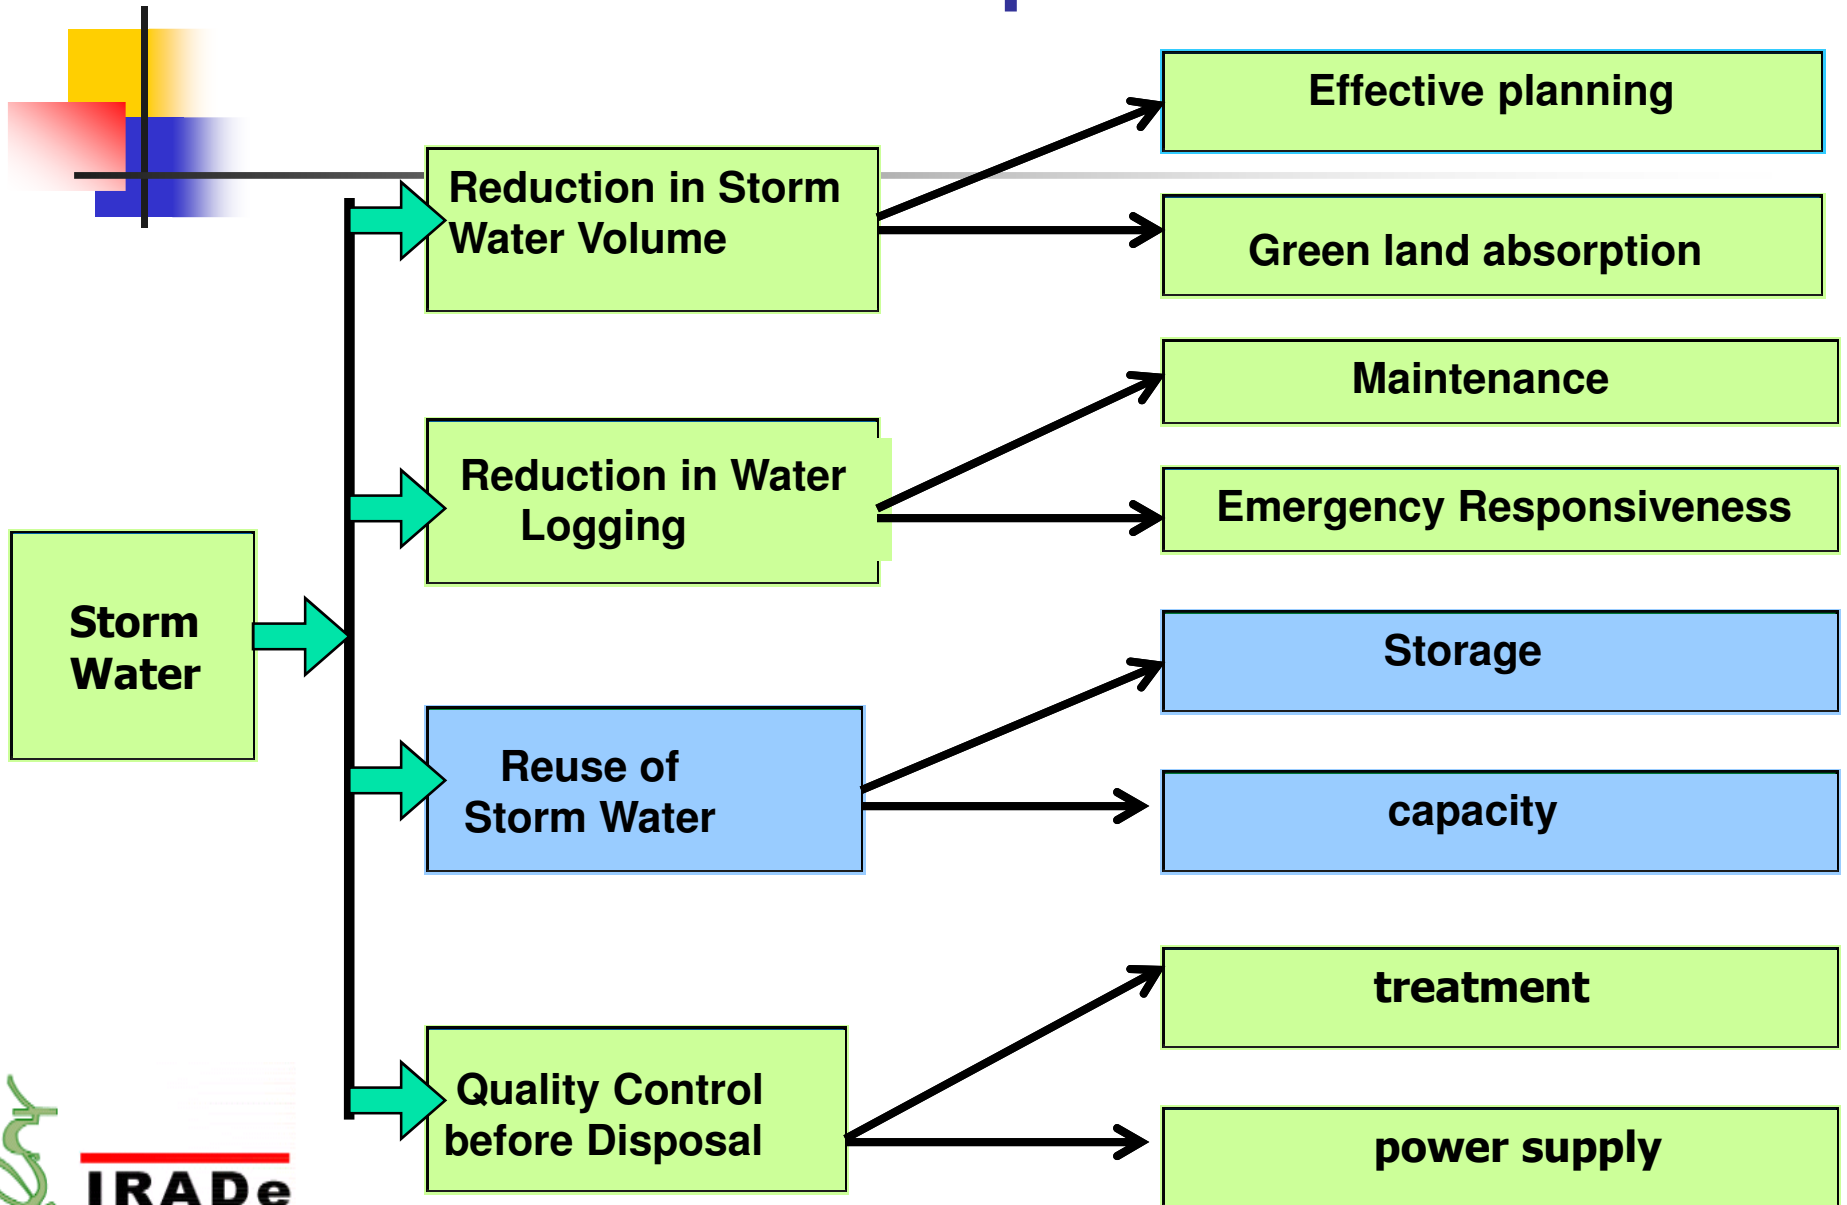 Effective planning
Reduction in Storm
Water Volume
Green land absorption
Maintenance
Reduction in Water
Logging
Emergency Responsiveness
Storm
Water
Storage
Reuse of
Storm Water
capacity
treatment
Quality Control
before Disposal
power supply
IRADe